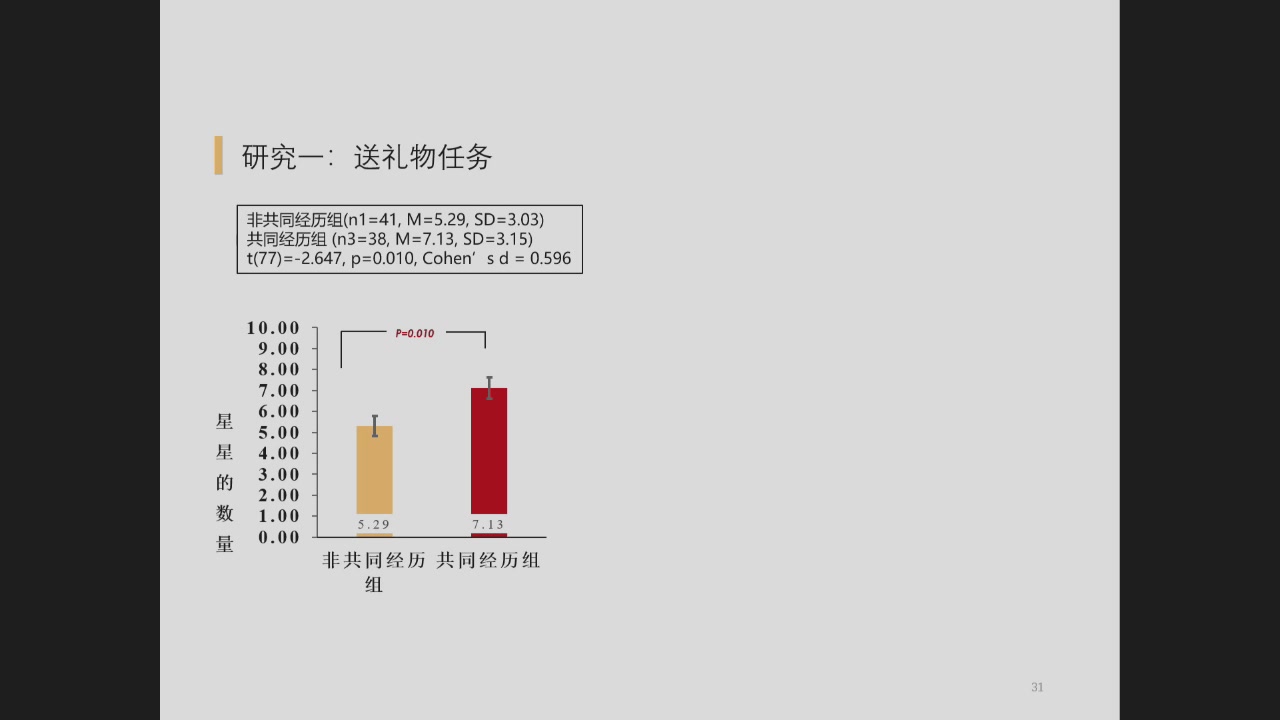 研究一：送礼物任务
非共同经历组(n1=41, M=5.29, SD=3.03)
共同经历组 (n3=38, M=7.13, SD=3.15)
t(77)=-2.647, p=0.010, Cohen’s d = 0.596
10.00
9.00
8.00
7.00
6.00
5.00
4.00
3.00
2.00
1.00
0.00
星
星
的
数
量
P=0.010
5.29
7.13
非共同经历
组
共同经历组
31